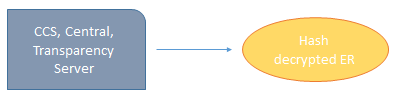 CCS, Central,
Transparency
Server
Hash
decrypted ER